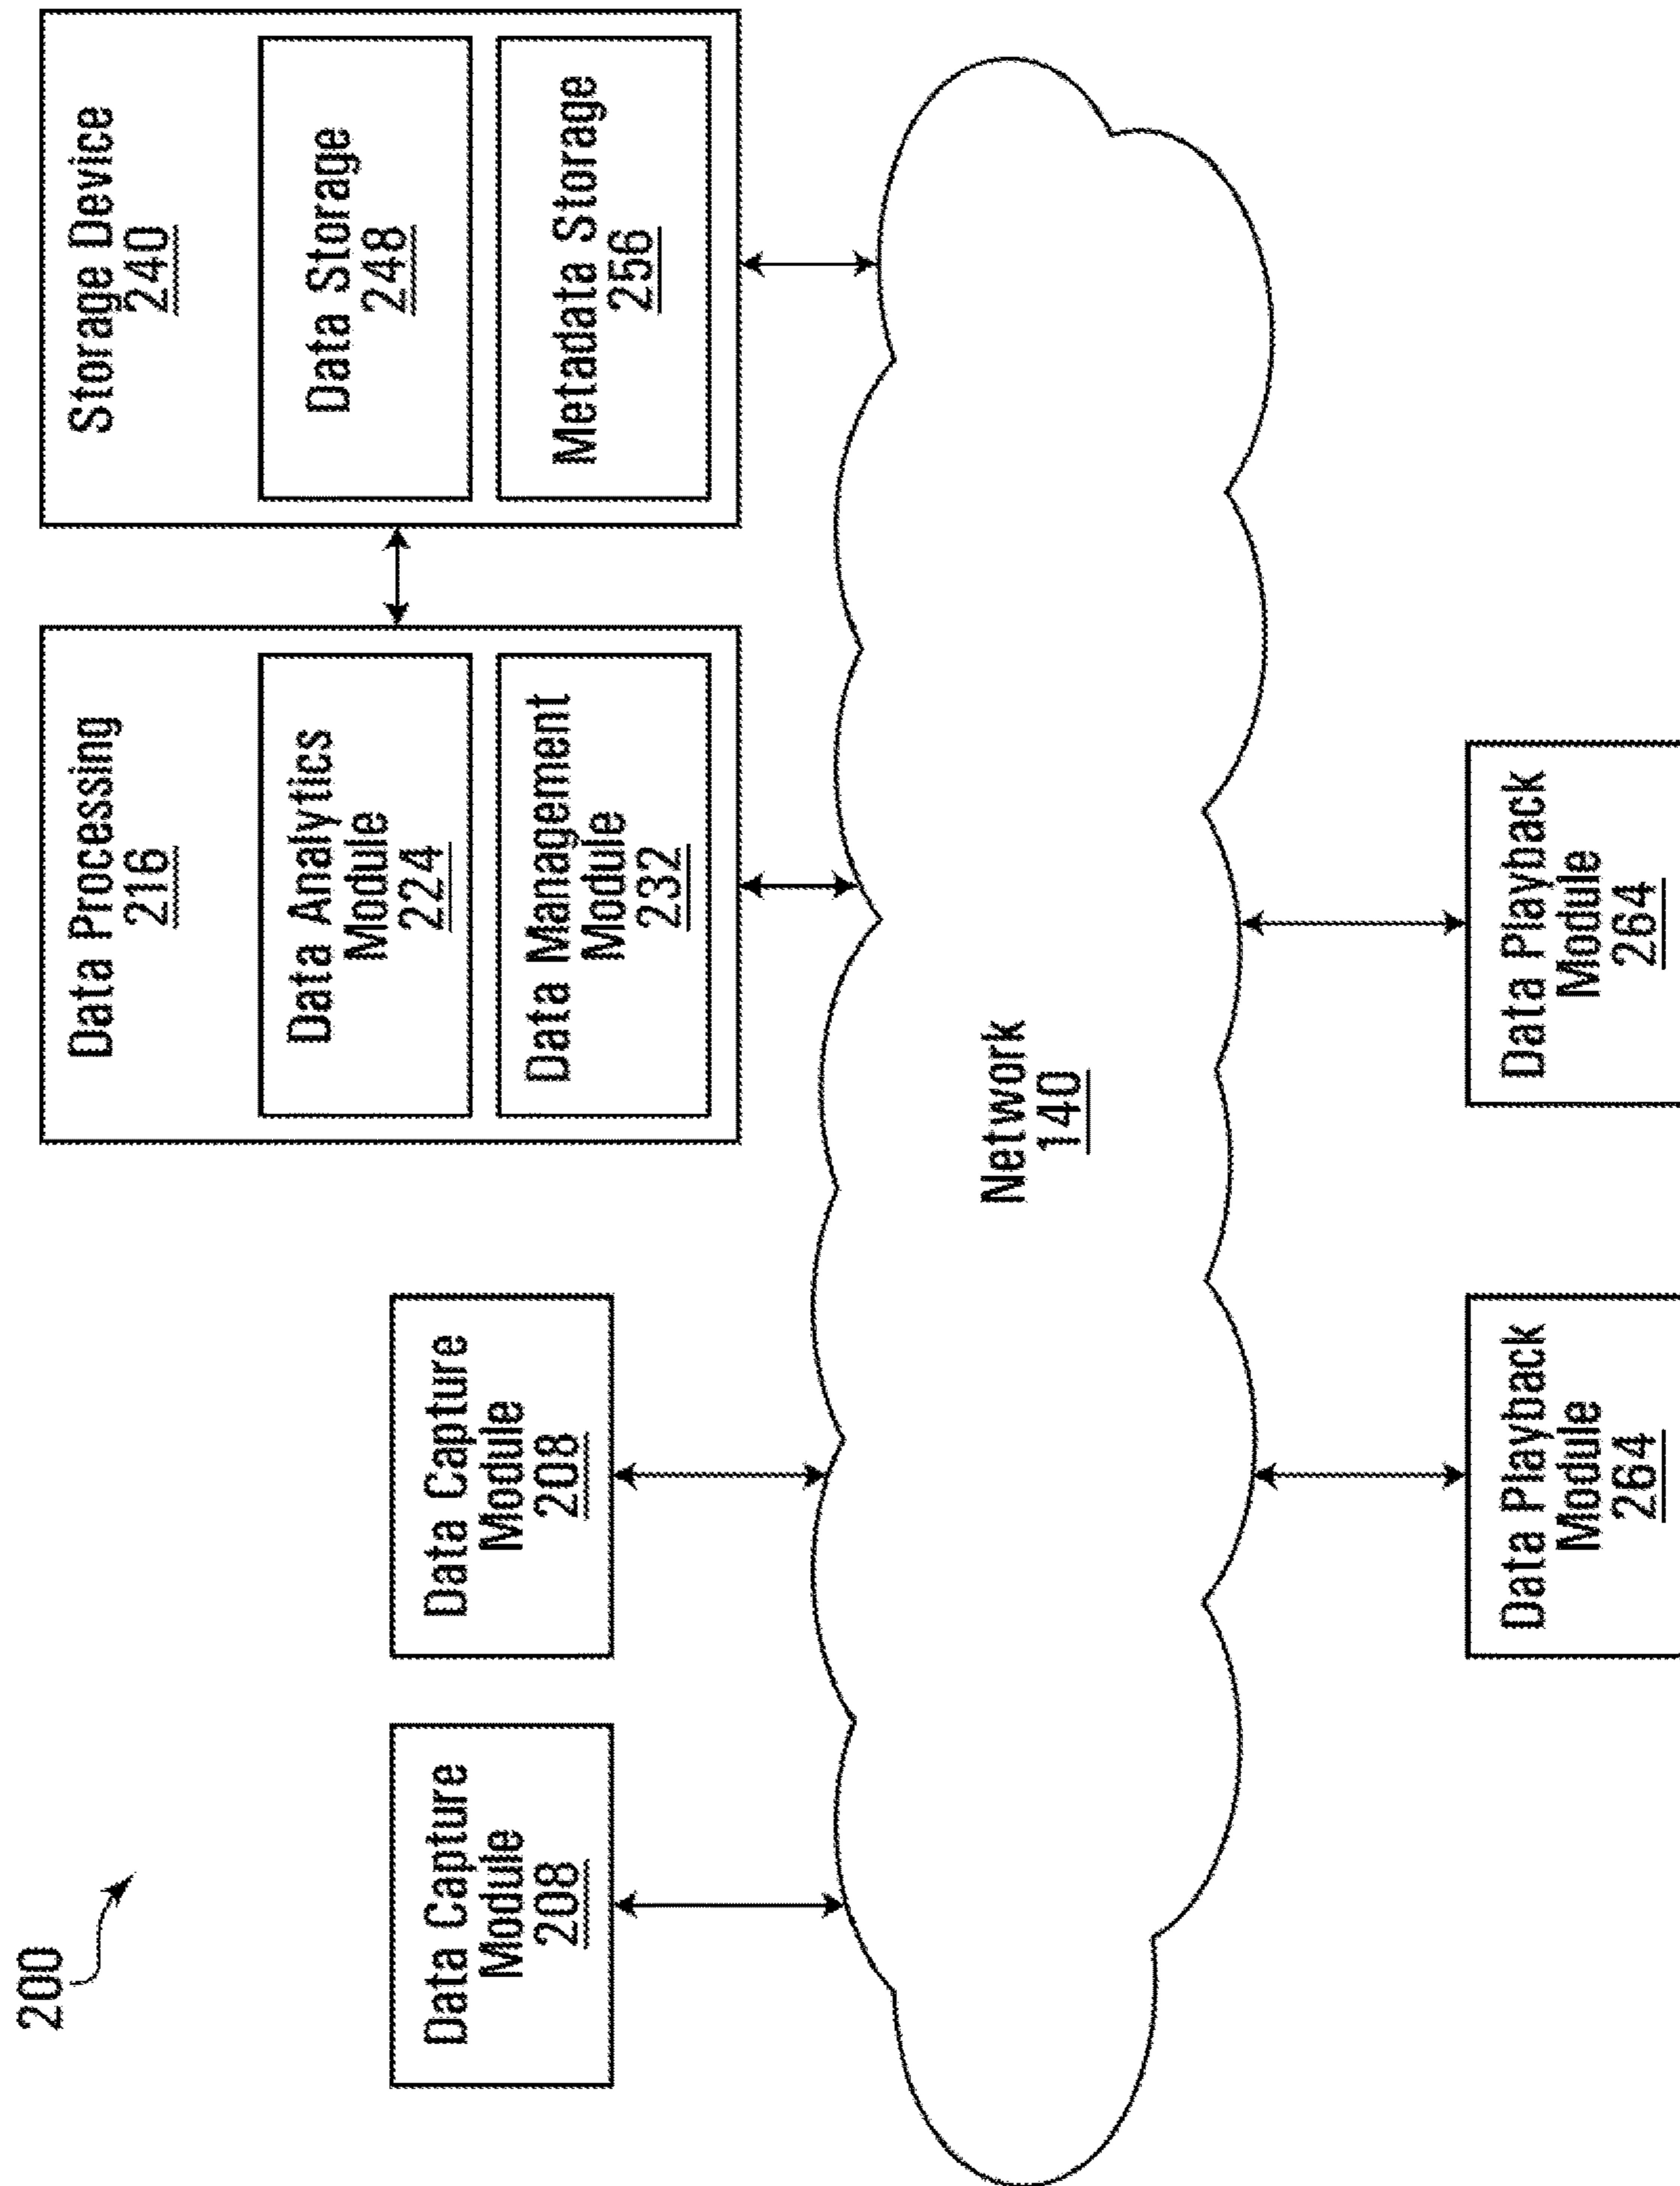 200
Data Capture
Module
208
Data Capture
Module
208
Data Processing
216
Data Analytics
Module
224
Data Management
Module
232
Storage Device
240
Data Storage
248
Metadata Storage
256
Network
140
Data Playback
Module
264
Data Playback
Module
264